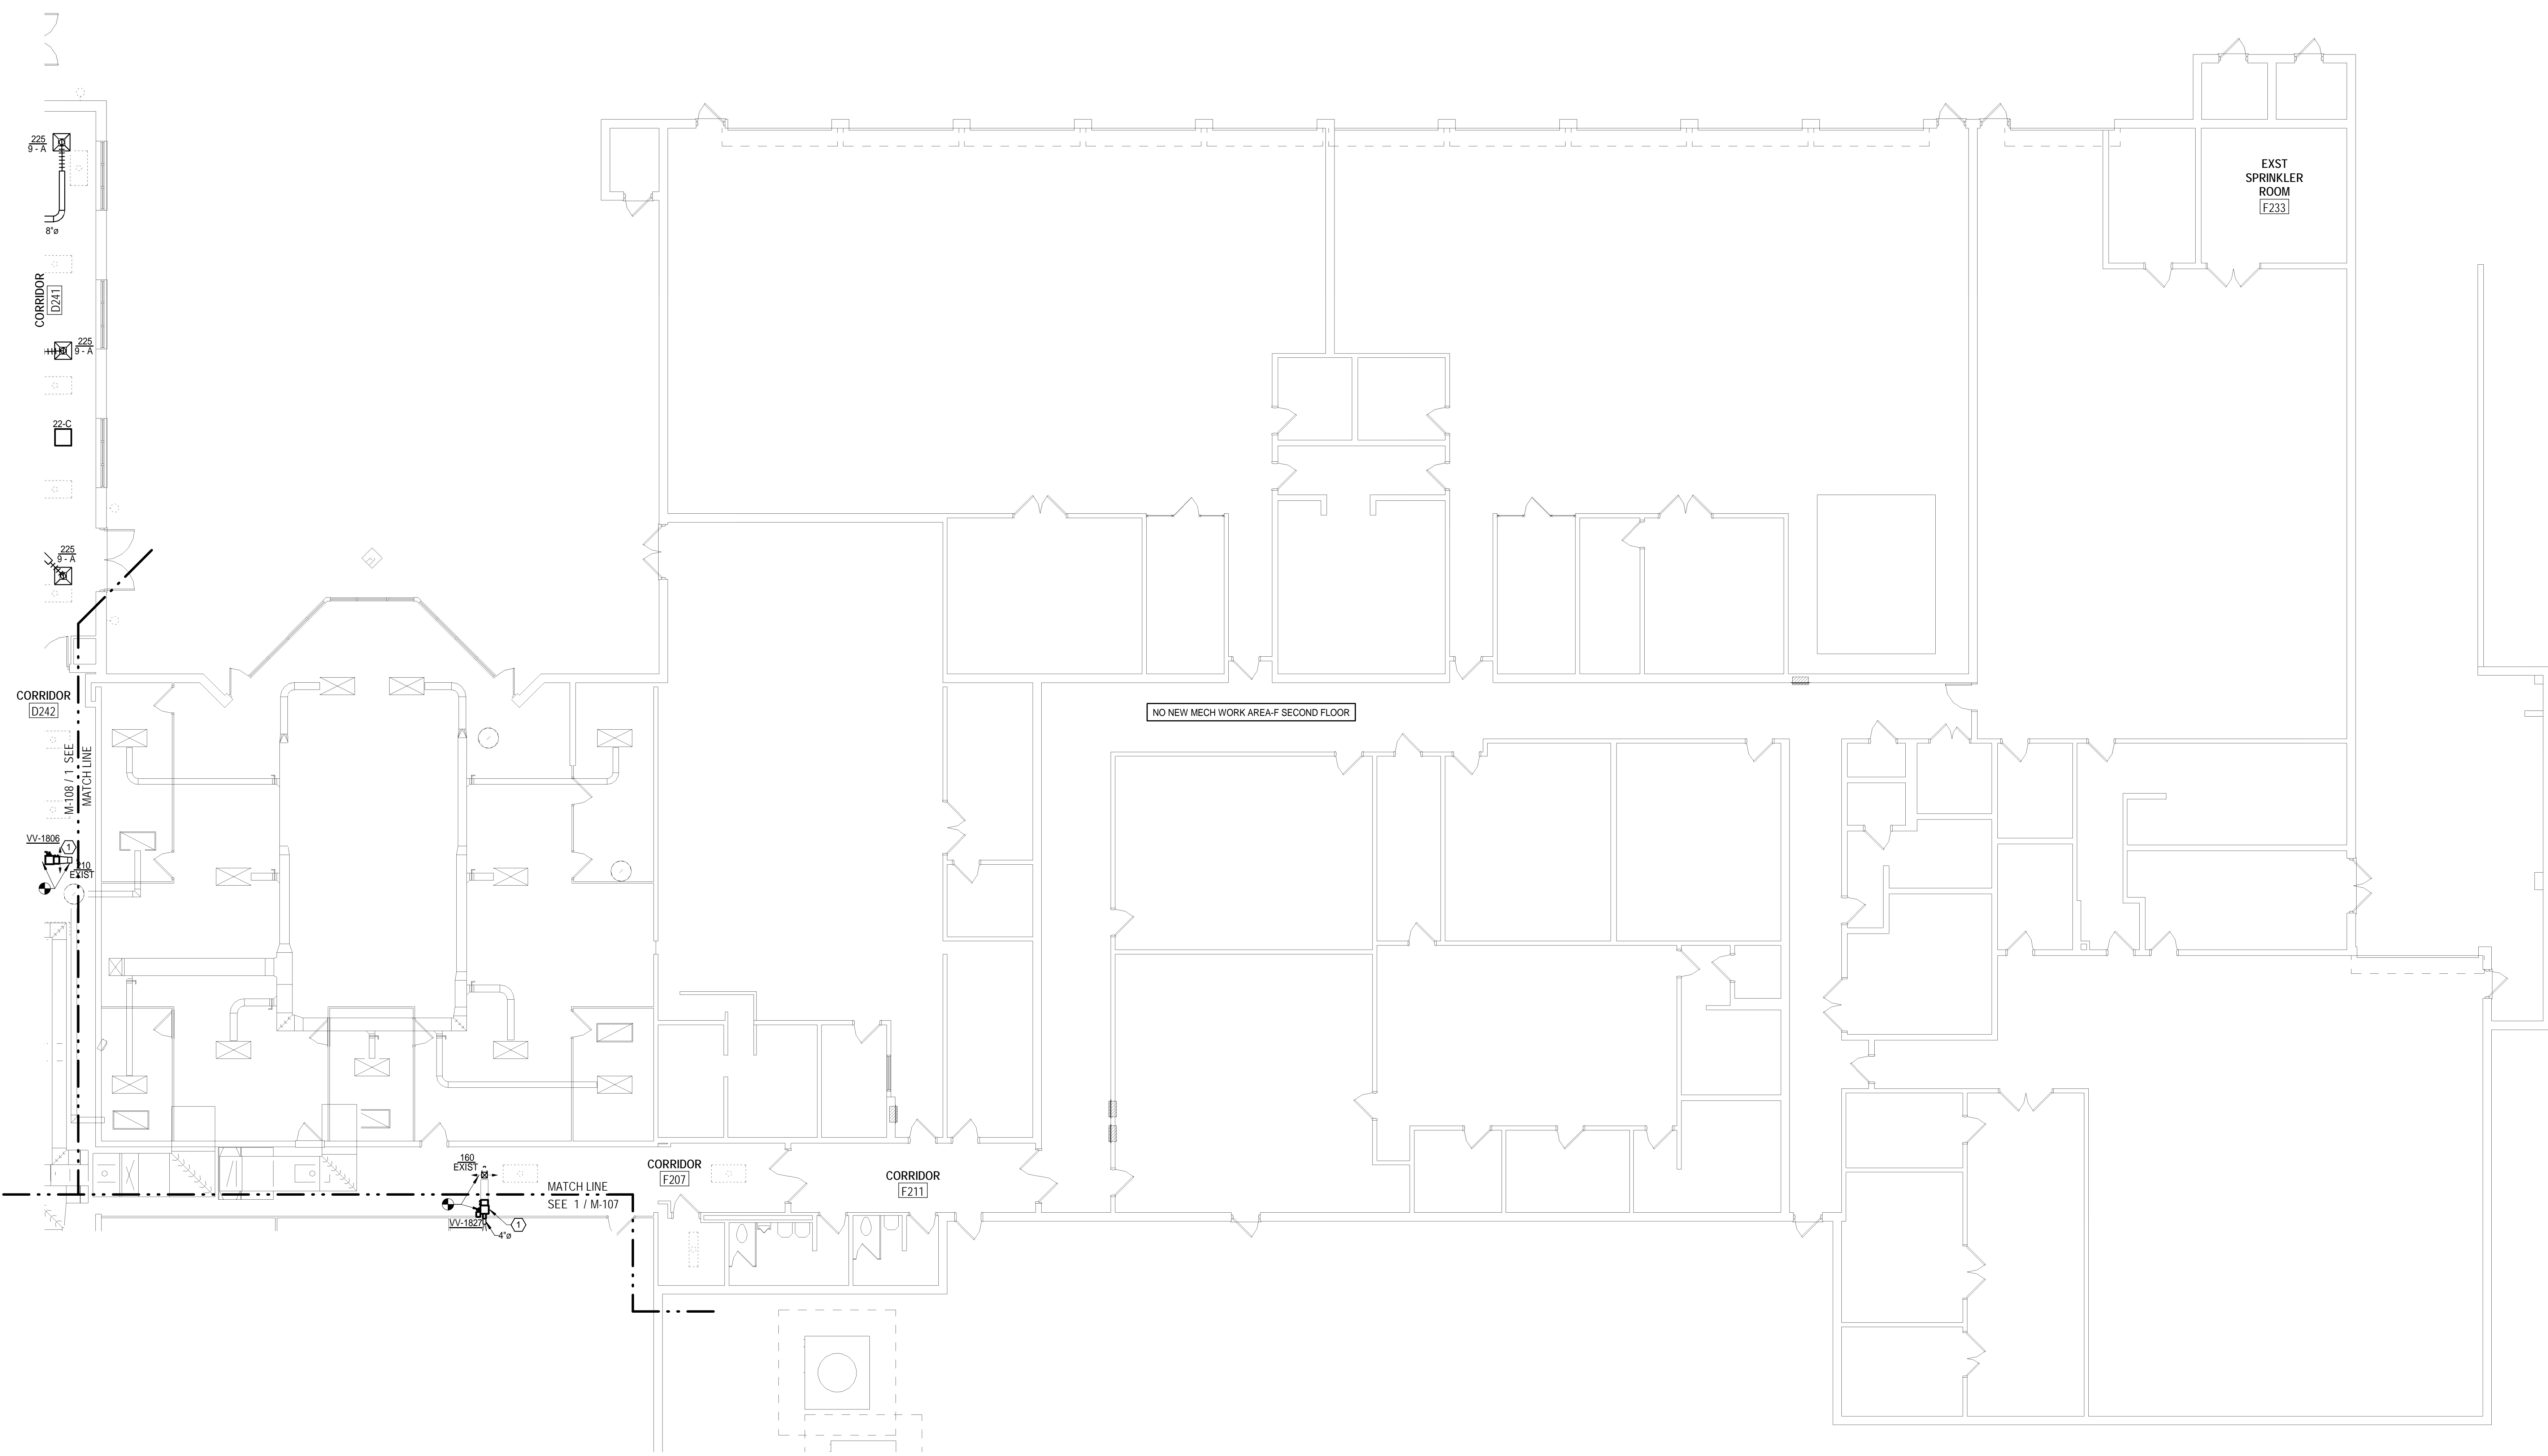 225
9 - A
8"ø
CORRIDOR
D241
225
9 - A
22-C
225
9 - A
CORRIDOR
D242
M-108 / 1 SEE
MATCH LINE
VV-1806
1
210
EXIST
EXST
SPRINKLER
ROOM
F233
NO NEW MECH WORK AREA-F SECOND FLOOR
160
EXIST
MATCH LINE
SEE 1 / M-107
VV-1827
1
4"ø
CORRIDOR
F207
CORRIDOR
F211